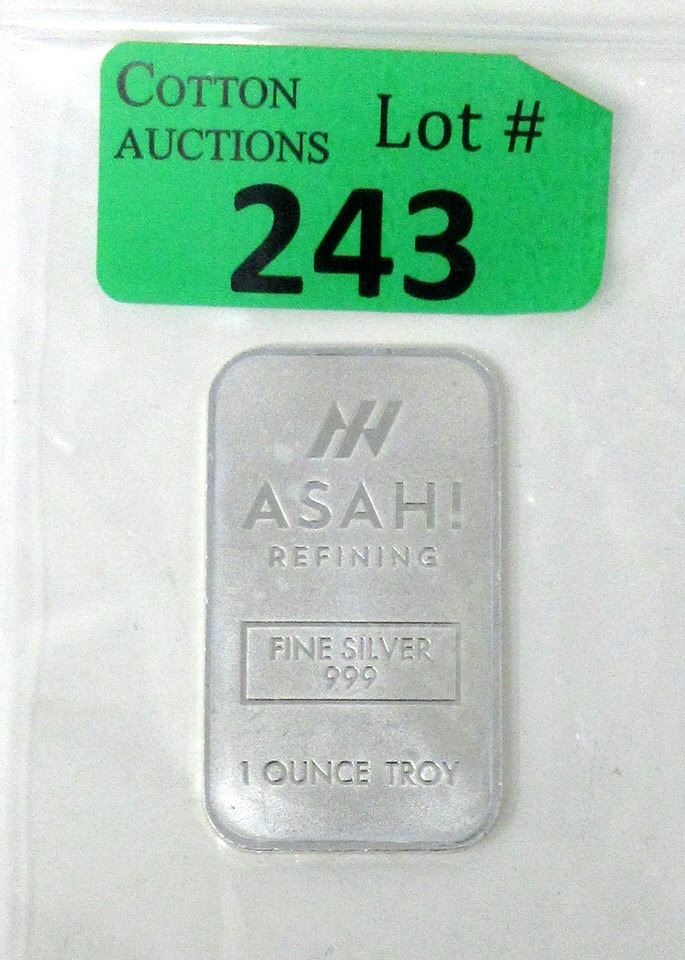 COTTON
AUCTIONS
Lot #
243
ASAHI
REFINING
FINE SILVER
999
1 OUNCE TROY